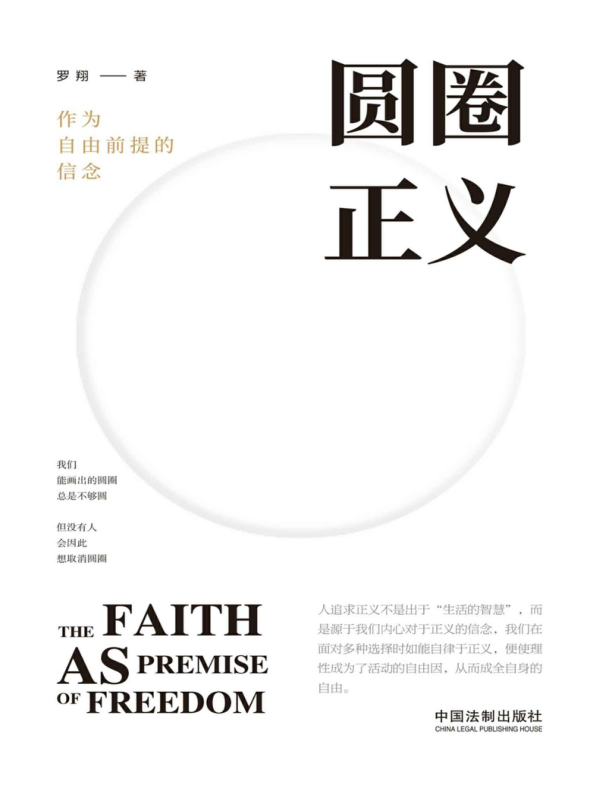 罗翔——著
圆圈
正义
作为
自由前提的
信念
我们
能画出的圆圈
总是不够圆
但没有人
会因此
想取消圆圈
THE FAITH
AS PREMISE
OF FREEDOM
人追求正义不是出于“生活的智慧”，而
是源于我们内心对于正义的信念，我们在
面对多种选择时如能自律于正义，便使理
性成为了活动的自由因，从而成全自身的
自由。
中国法制出版社
CHINA LEGAL PUBLISHING HOUSE